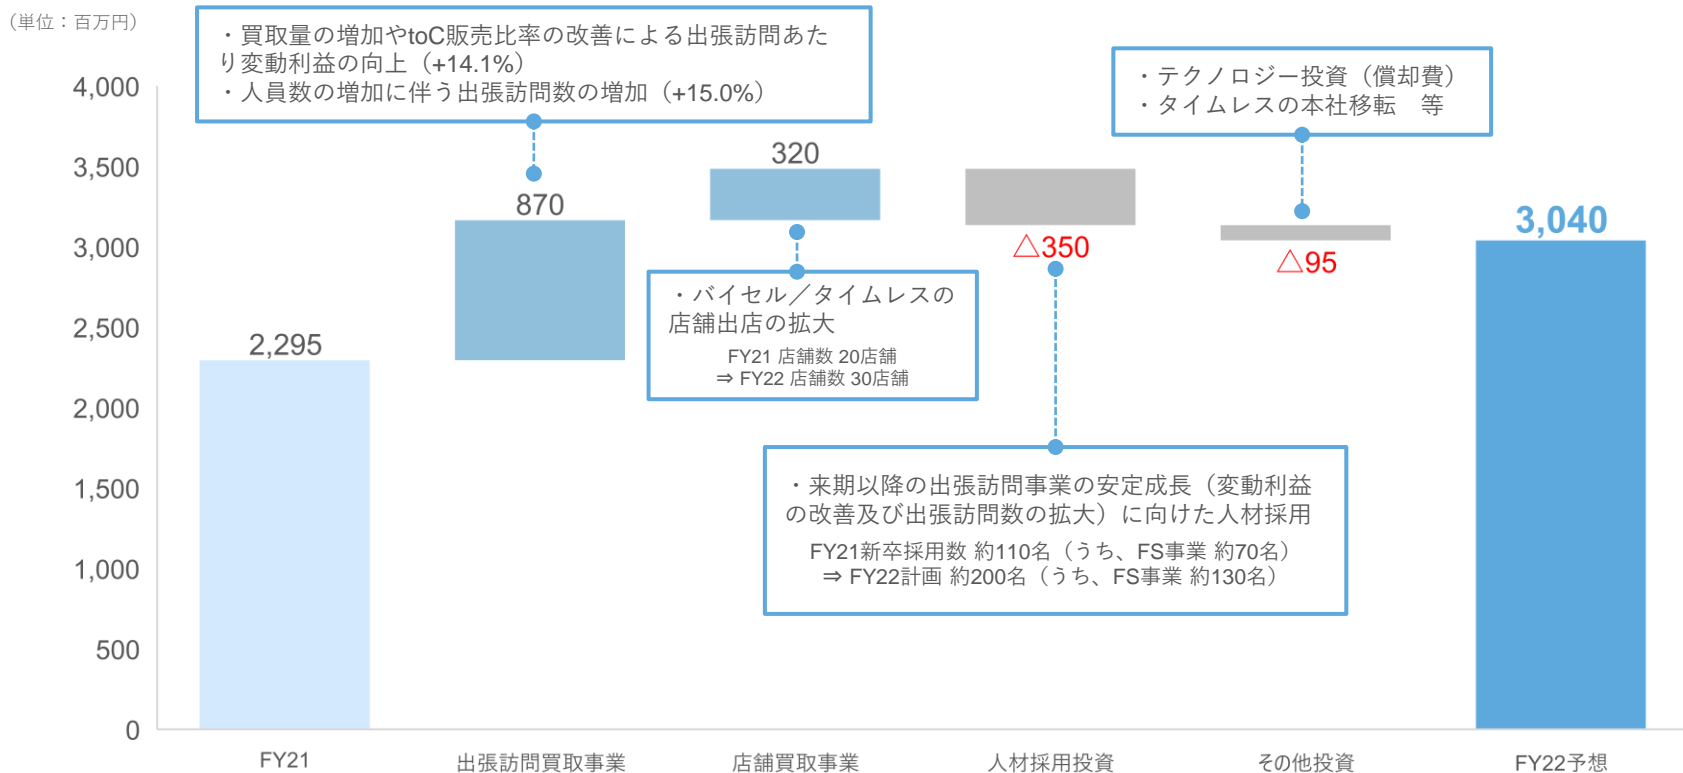 （単位：百万円）
・買取量の増加やtoC販売比率の改善による出張訪問あた
り変動利益の向上（+14.1%）
・人員数の増加に伴う出張訪問数の増加（+15.0%）
・テクノロジー投資（償却費）
・タイムレスの本社移転　等
4,000
3,500
3,000
2,500
2,000
1,500
1,000
500
0
2,295
870
320
△350
△95
3,040
・バイセル／タイムレスの
店舗出店の拡大
FY21 店舗数 20店舗
⇒ FY22 店舗数 30店舗
・来期以降の出張訪問事業の安定成長（変動利益
の改善及び出張訪問数の拡大）に向けた人材採用
FY21新卒採用数 約110名（うち、FS事業 約70名）
⇒ FY22計画 約200名（うち、FS事業 約130名）
FY21
出張訪問買取事業
店舗買取事業
人材採用投資
その他投資
FY22予想